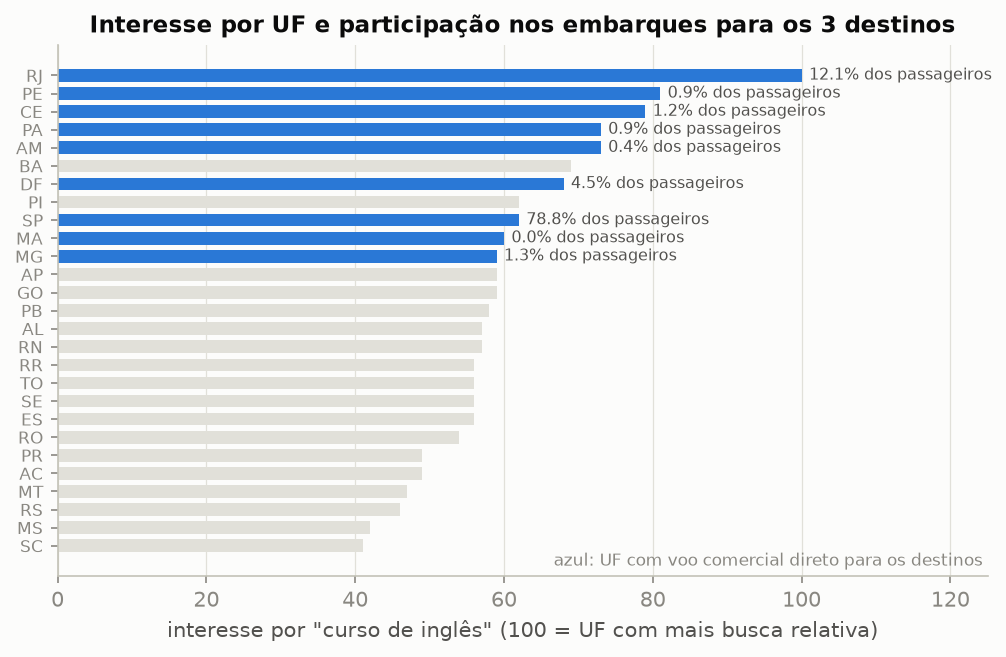 Interesse por UF e participação nos embarques para os 3 destinos
RJ 12.1% dos passageiros
PE 0.9% dos passageiros
CE 1.2% dos passageiros
PA 0.9% dos passageiros
AM 0.4% dos passageiros
BA
DF 4.5% dos passageiros
PI
SP 78.8% dos passageiros
MA 0.0% dos passageiros
MG 1.3% dos passageiros
AP
GO
PB
AL
RN
RR
TO
SE
ES
RO
PR
AC
MT
RS
MS
SC
azul: UF com voo comercial direto para os destinos
0 20 40 60 80 100 120
interesse por "curso de inglês" (100 = UF com mais busca relativa)